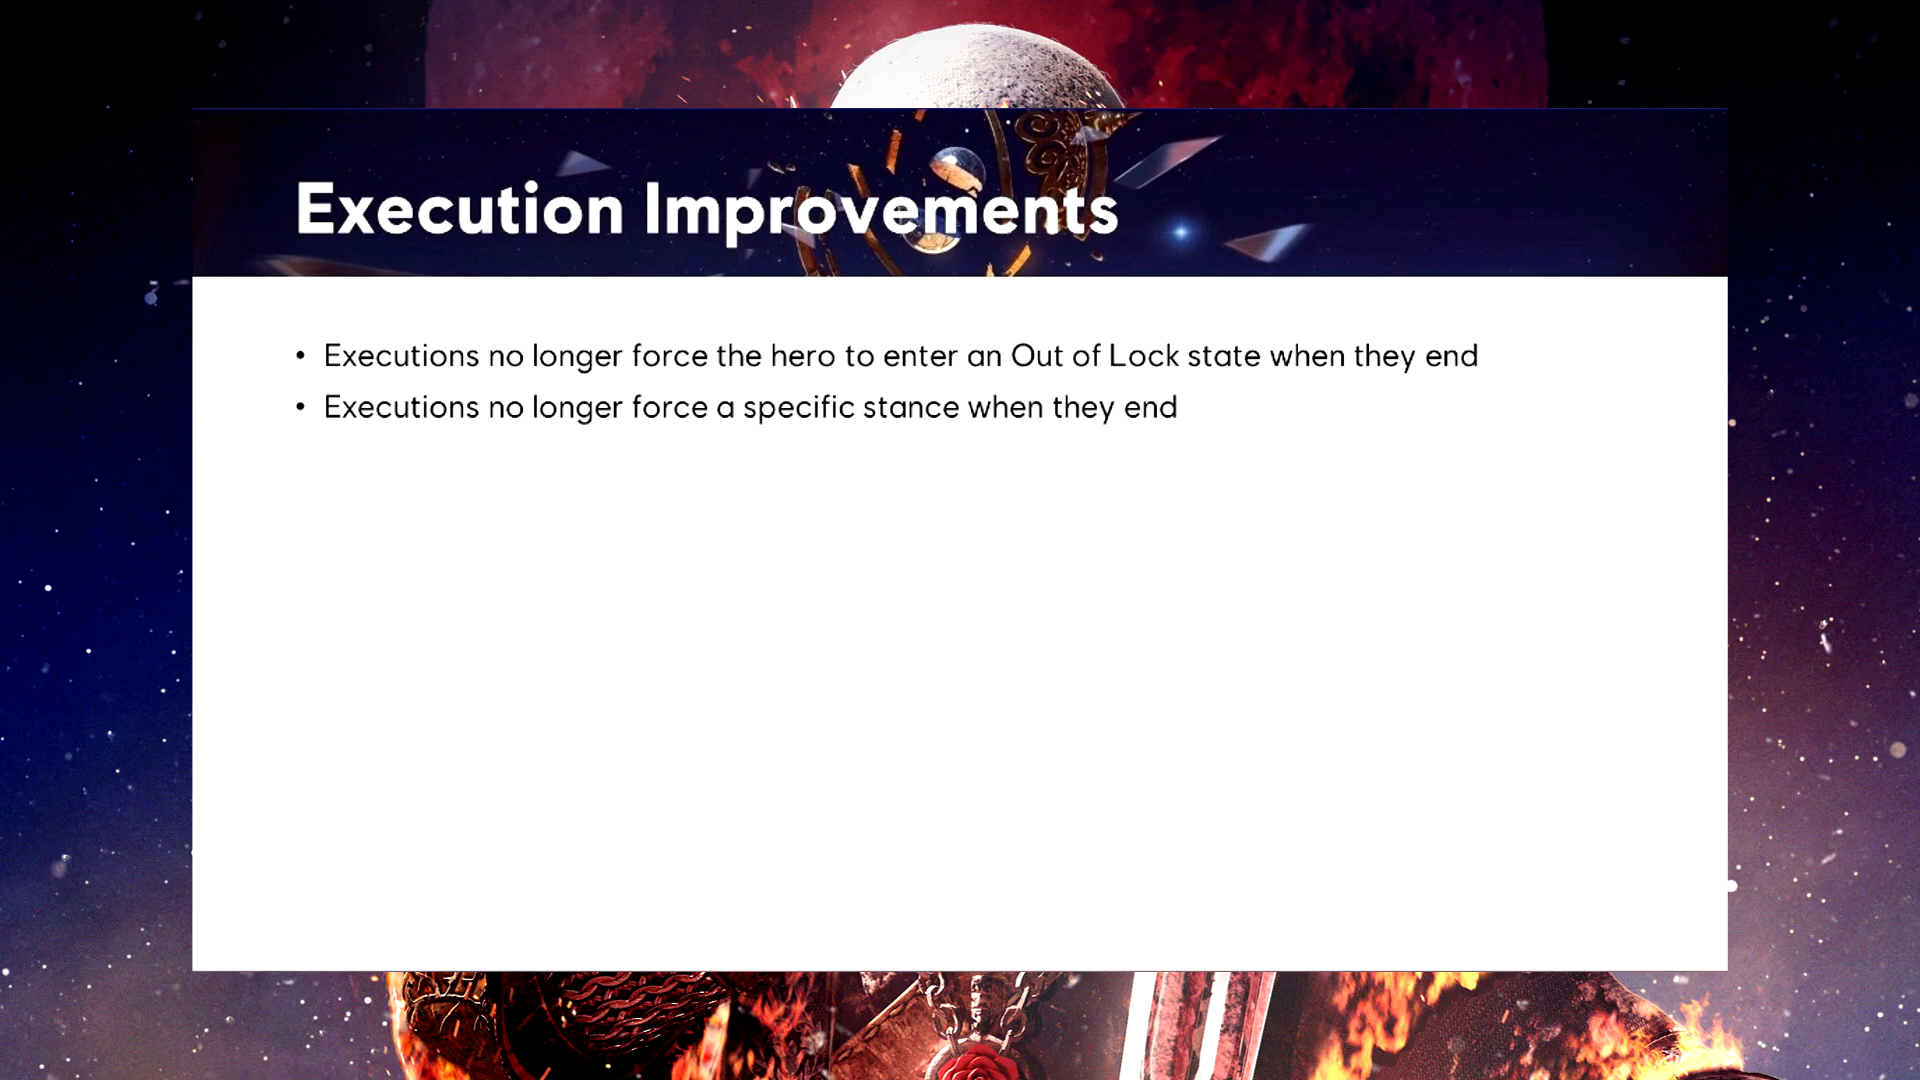 Execution Improvements
• Executions no longer force the hero to enter an Out of Lock state when they end
• Executions no longer force a specific stance when they end